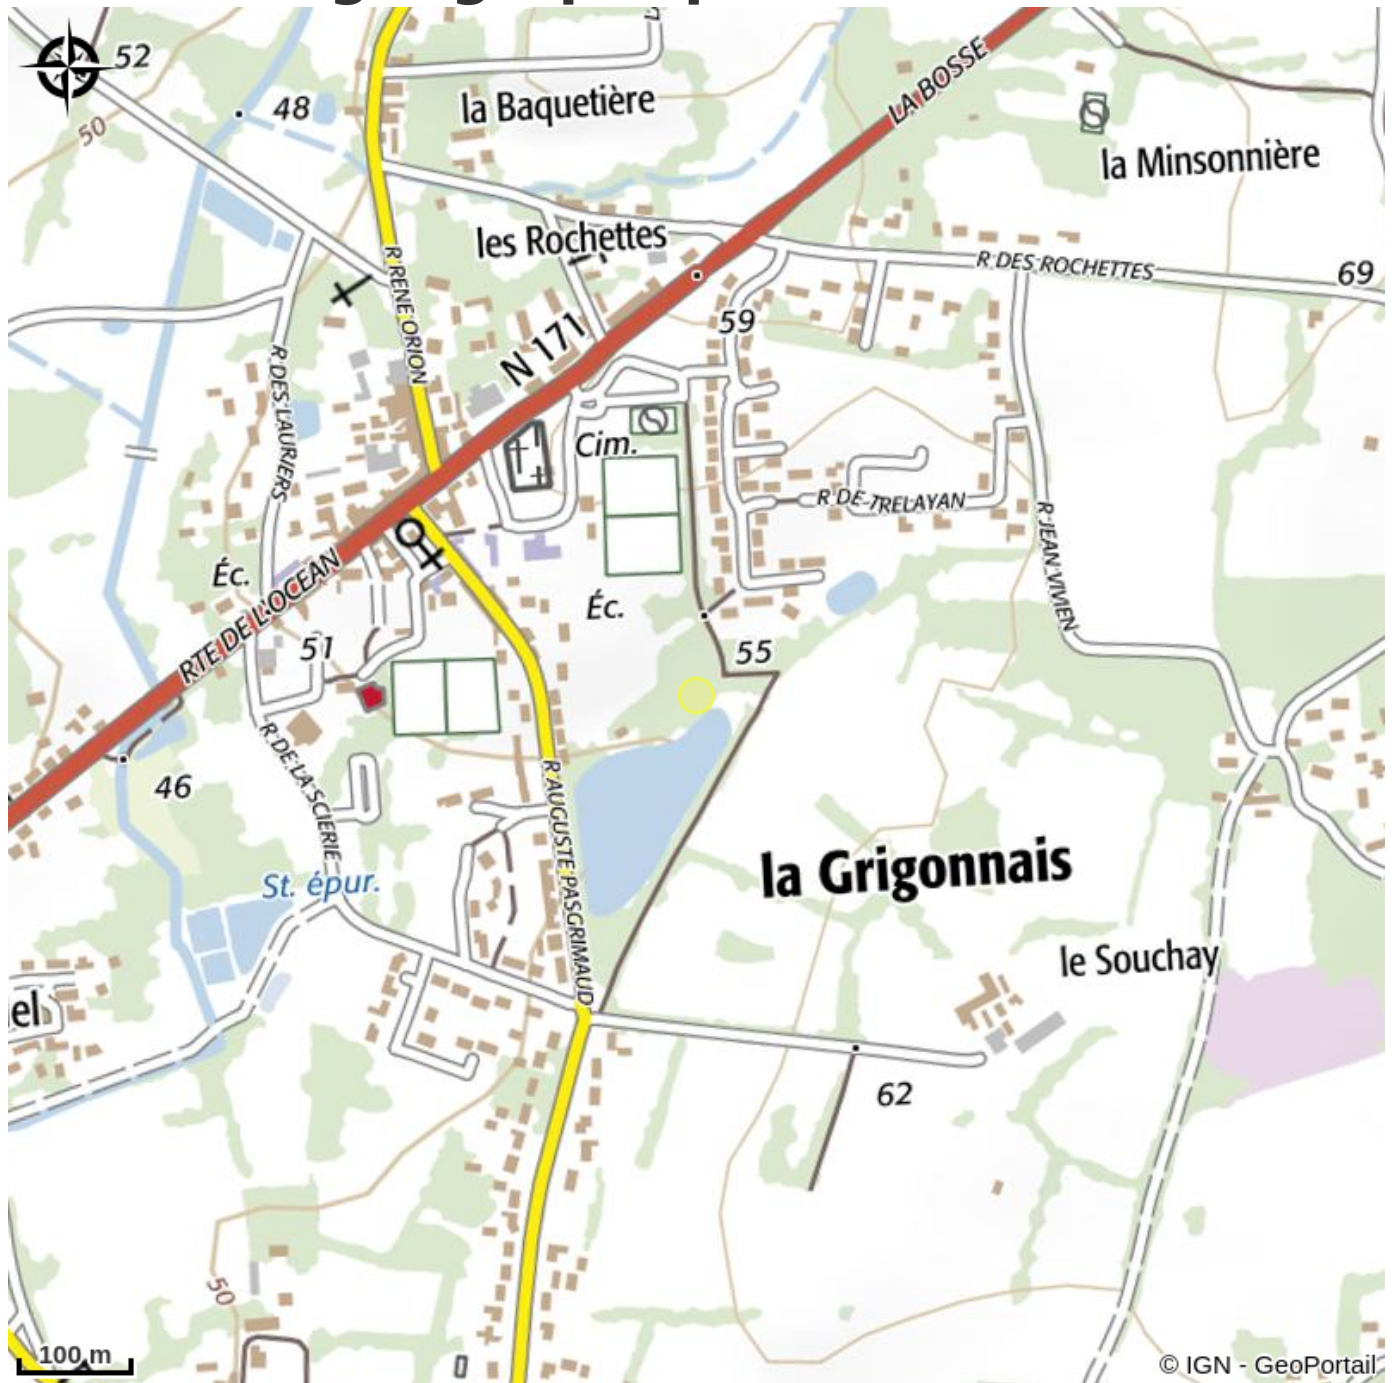 52
48
50
la Baquetière
LA BOSSE
la Minsonnière
les Rochettes
R DES ROCHETTES
69
R RENE ORION
59
N 171
R DES LAURIERS
Cim.
R DE TRELAYAN
R JEAN VIVIEN
Éc.
Éc.
RTE DE L'OCEAN
51
55
R DE LA SCIERIE
46
R AUGUSTE PASGRIMAUD
la Grigonnais
St. épur.
le Souchay
el
62
50
100 m
© IGN - GeoPortail